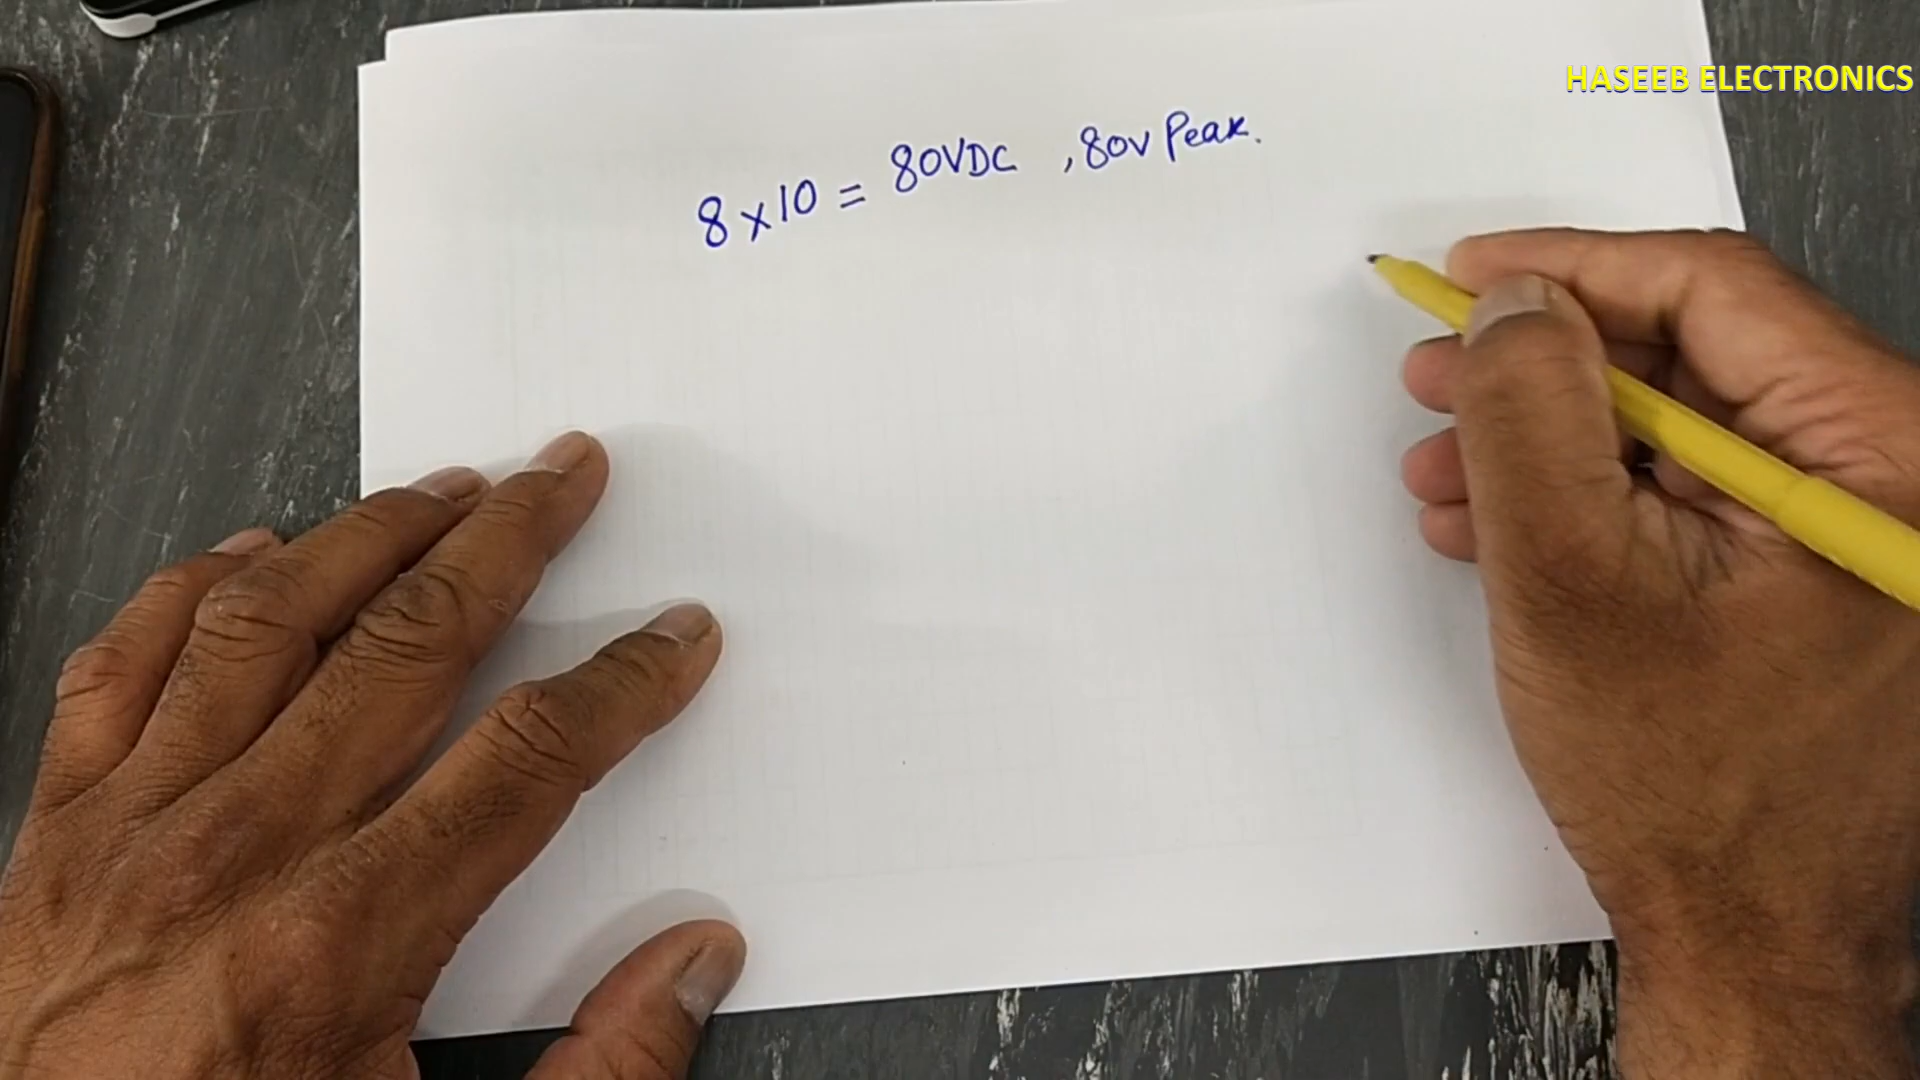 HASEEB ELECTRONICS
8 x 10 = 80VDC , 80v Peak.